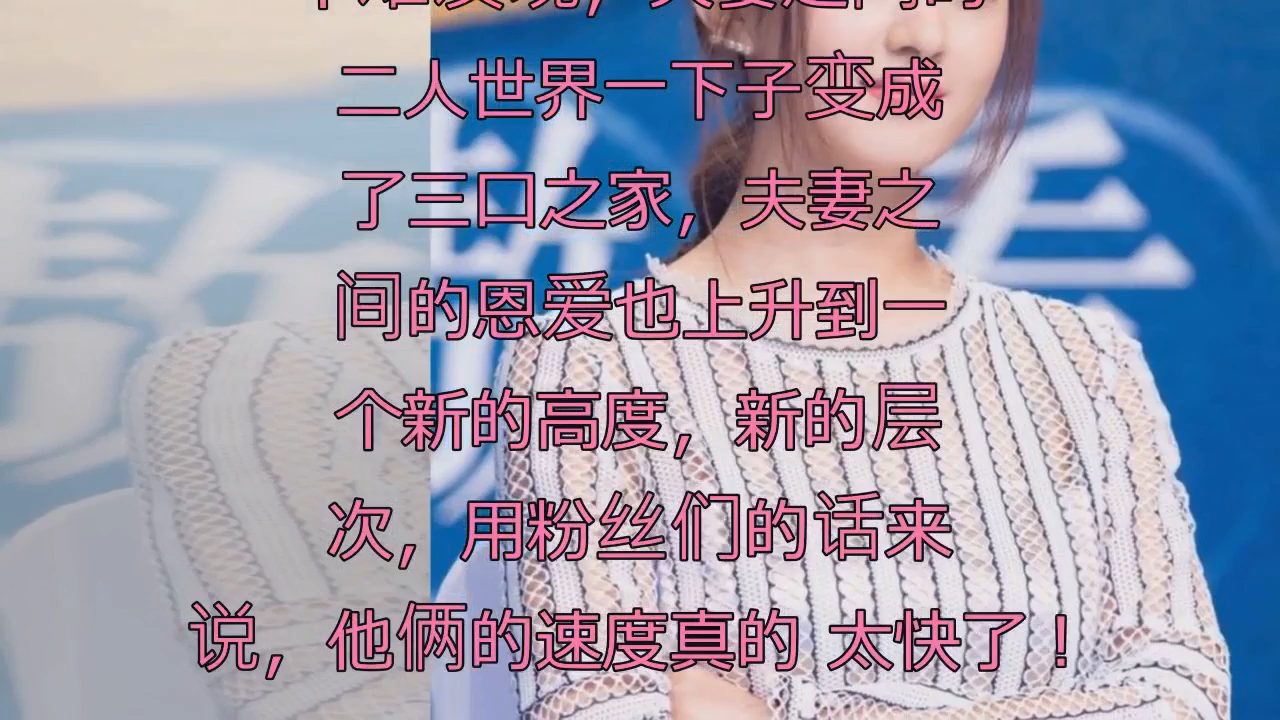 二人世界一下子变成
了三口之家，夫妻之
间的恩爱也上升到一
个新的高度，新的层
次，用粉丝们的话来
说，他俩的速度真的 太快了！